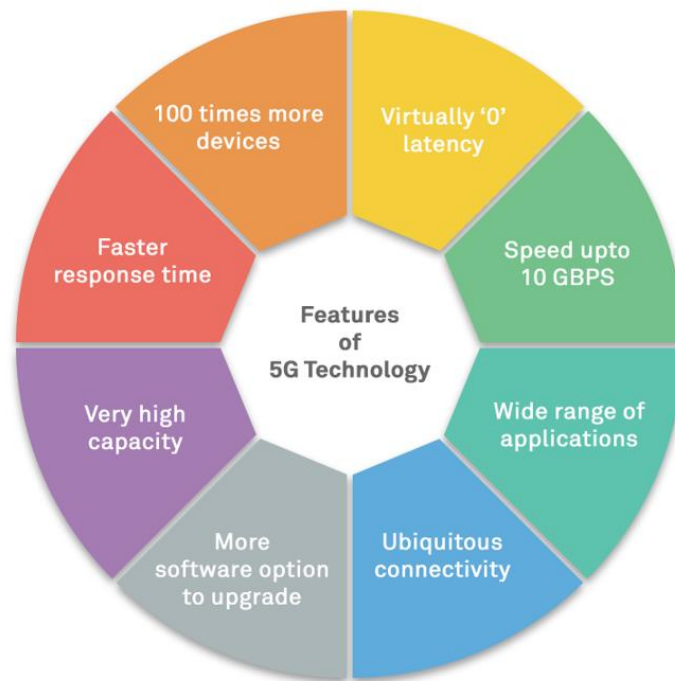 Features
of
5G Technology
Virtually ‘0’
latency
Speed upto
10 GBPS
Wide range of
applications
Ubiquitous
connectivity
More
software option
to upgrade
Very high
capacity
Faster
response time
100 times more
devices